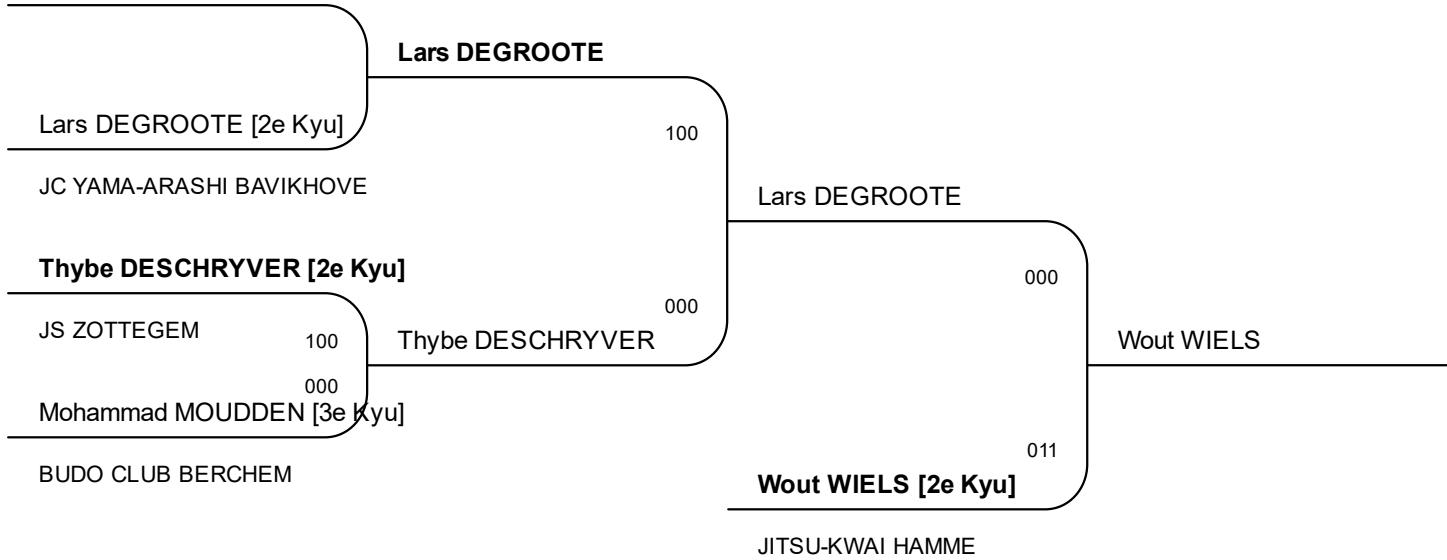 Lars DEGROOTE
Lars DEGROOTE [2e Kyu]
100
JC YAMA-ARASHI BAVIKHOVE
Lars DEGROOTE
Thybe DESCHRYVER [2e Kyu]
000
000
JS ZOTTEGEM
100
Thybe DESCHRYVER
Wout WIELS
000
Mohammad MOUDDEN [3e Kyu]
011
BUDO CLUB BERCHEM
Wout WIELS [2e Kyu]
JITSU-KWAI HAMME